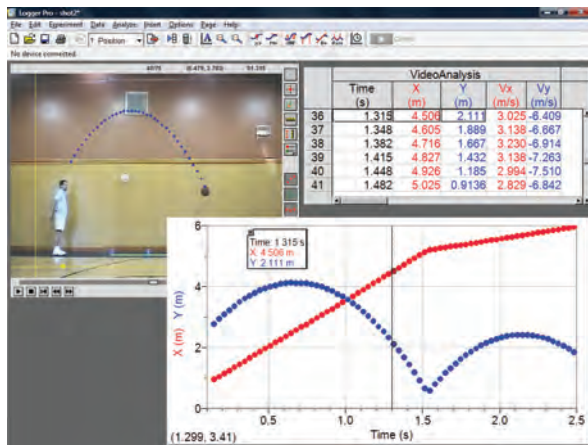 Logger Pro - shot2*
File Edit Experiment Data Analyze Insert Options Page Help
1: Position
No device connected.
(0.479, 3.783)
VideoAnalysis
Time X Y Vx Vy
(s) (m) (m) (m/s) (m/s)
36 1.315 4.506 2.111 3.025 -6.409
37 1.348 4.605 1.889 3.138 -6.667
38 1.382 4.716 1.667 3.230 -6.914
39 1.415 4.827 1.432 3.138 -7.263
40 1.448 4.926 1.185 2.994 -7.510
41 1.482 5.025 0.9136 2.829 -6.842
6
Time: 1.315 s
X: 4.506 m
Y: 2.111 m
4
X (m) Y (m)
2
0
0.5 1.0 1.5 2.0 2.5
(1.299, 3.41) Time (s)